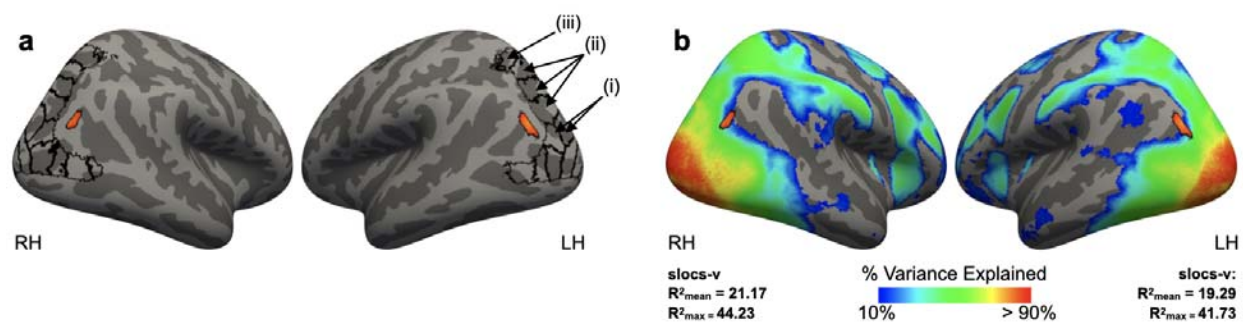 a
(iii)
(ii)
(i)
RH
LH
b
RH
LH
slocs-v
R²mean = 21.17
R²max = 44.23
% Variance Explained
10%
> 90%
slocs-v:
R²mean = 19.29
R²max = 41.73